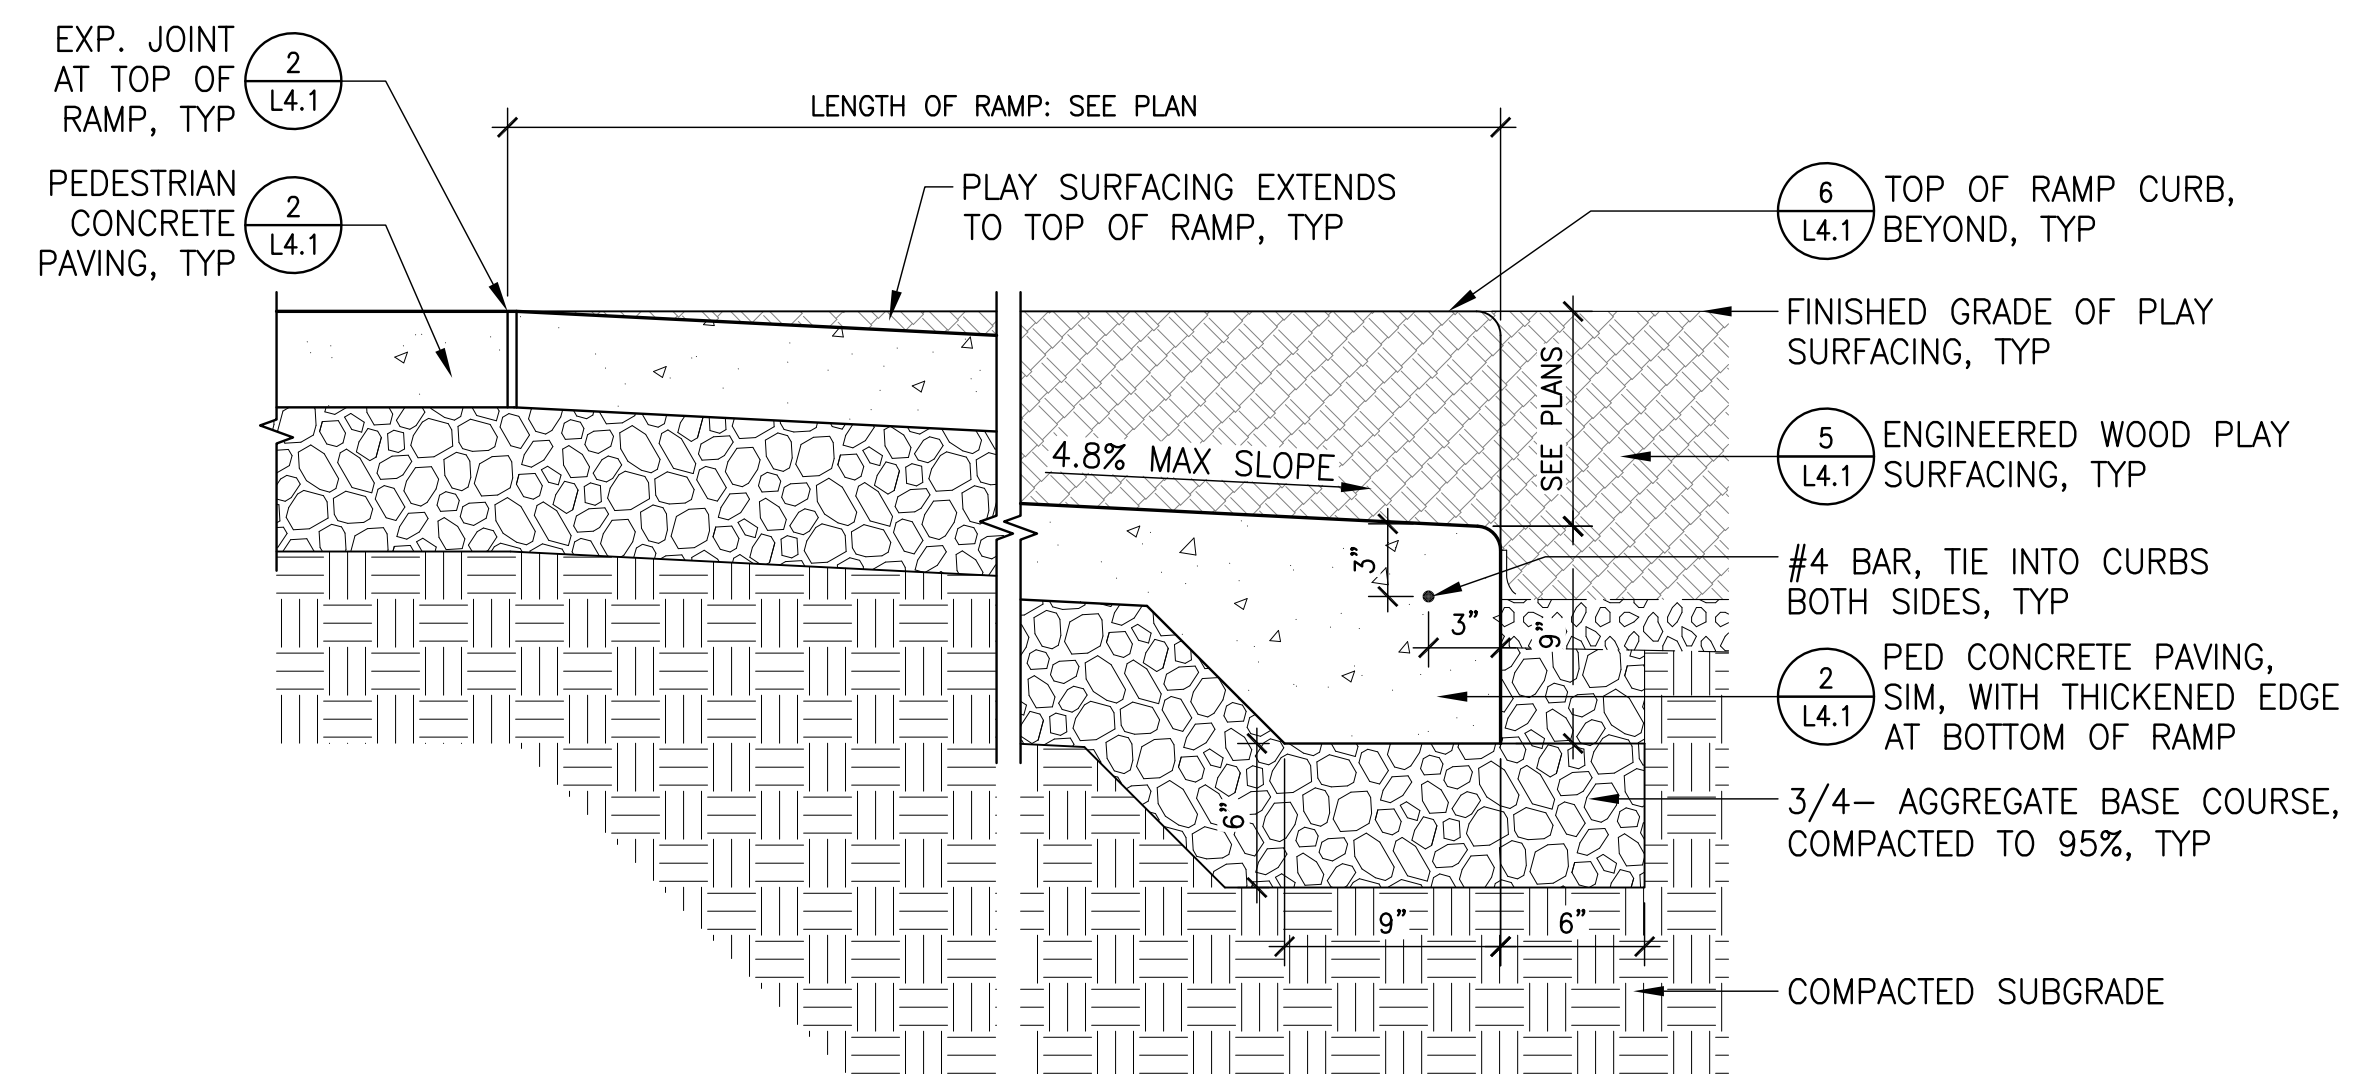 EXP. JOINT
AT TOP OF
RAMP, TYP
2
L4.1
PEDESTRIAN
CONCRETE
PAVING, TYP
2
L4.1
LENGTH OF RAMP: SEE PLAN
PLAY SURFACING EXTENDS
TO TOP OF RAMP, TYP
6
L4.1
TOP OF RAMP CURB,
BEYOND, TYP
FINISHED GRADE OF PLAY
SURFACING, TYP
SEE PLANS
4.8% MAX SLOPE
5
L4.1
ENGINEERED WOOD PLAY
SURFACING, TYP
3"
3"
9"
#4 BAR, TIE INTO CURBS
BOTH SIDES, TYP
2
L4.1
PED CONCRETE PAVING,
SIM, WITH THICKENED EDGE
AT BOTTOM OF RAMP
6"
3/4- AGGREGATE BASE COURSE,
COMPACTED TO 95%, TYP
9"
6"
COMPACTED SUBGRADE